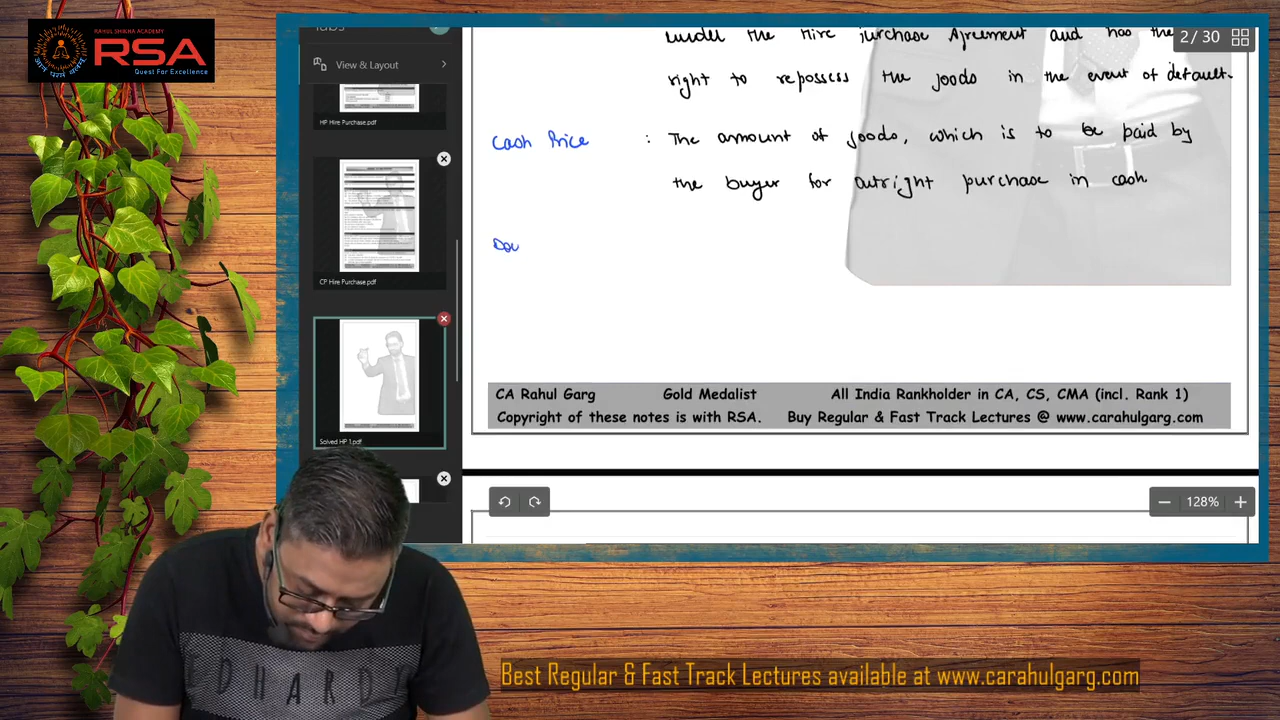 RAHUL SHIKHA ACADEMY
RSA
Quest For Excellence
View & Layout
HP Hire Purchase.pdf
CP Hire Purchase.pdf
Solved HP 1.pdf
2 / 30
under the Hire Purchase Agreement and has the
right to repossess the goods in the event of default.
Cash Price : The amount of goods, which is to be paid by
the buyer for outright purchase in cash
Dow
CA Rahul Garg Gold Medalist All India Rankholder in CA, CS, CMA (incl. Rank 1)
Copyright of these notes is with RSA. Buy Regular & Fast Track Lectures @ www.carahulgarg.com
128%
DHARD
Best Regular & Fast Track Lectures available at www.carahulgarg.com